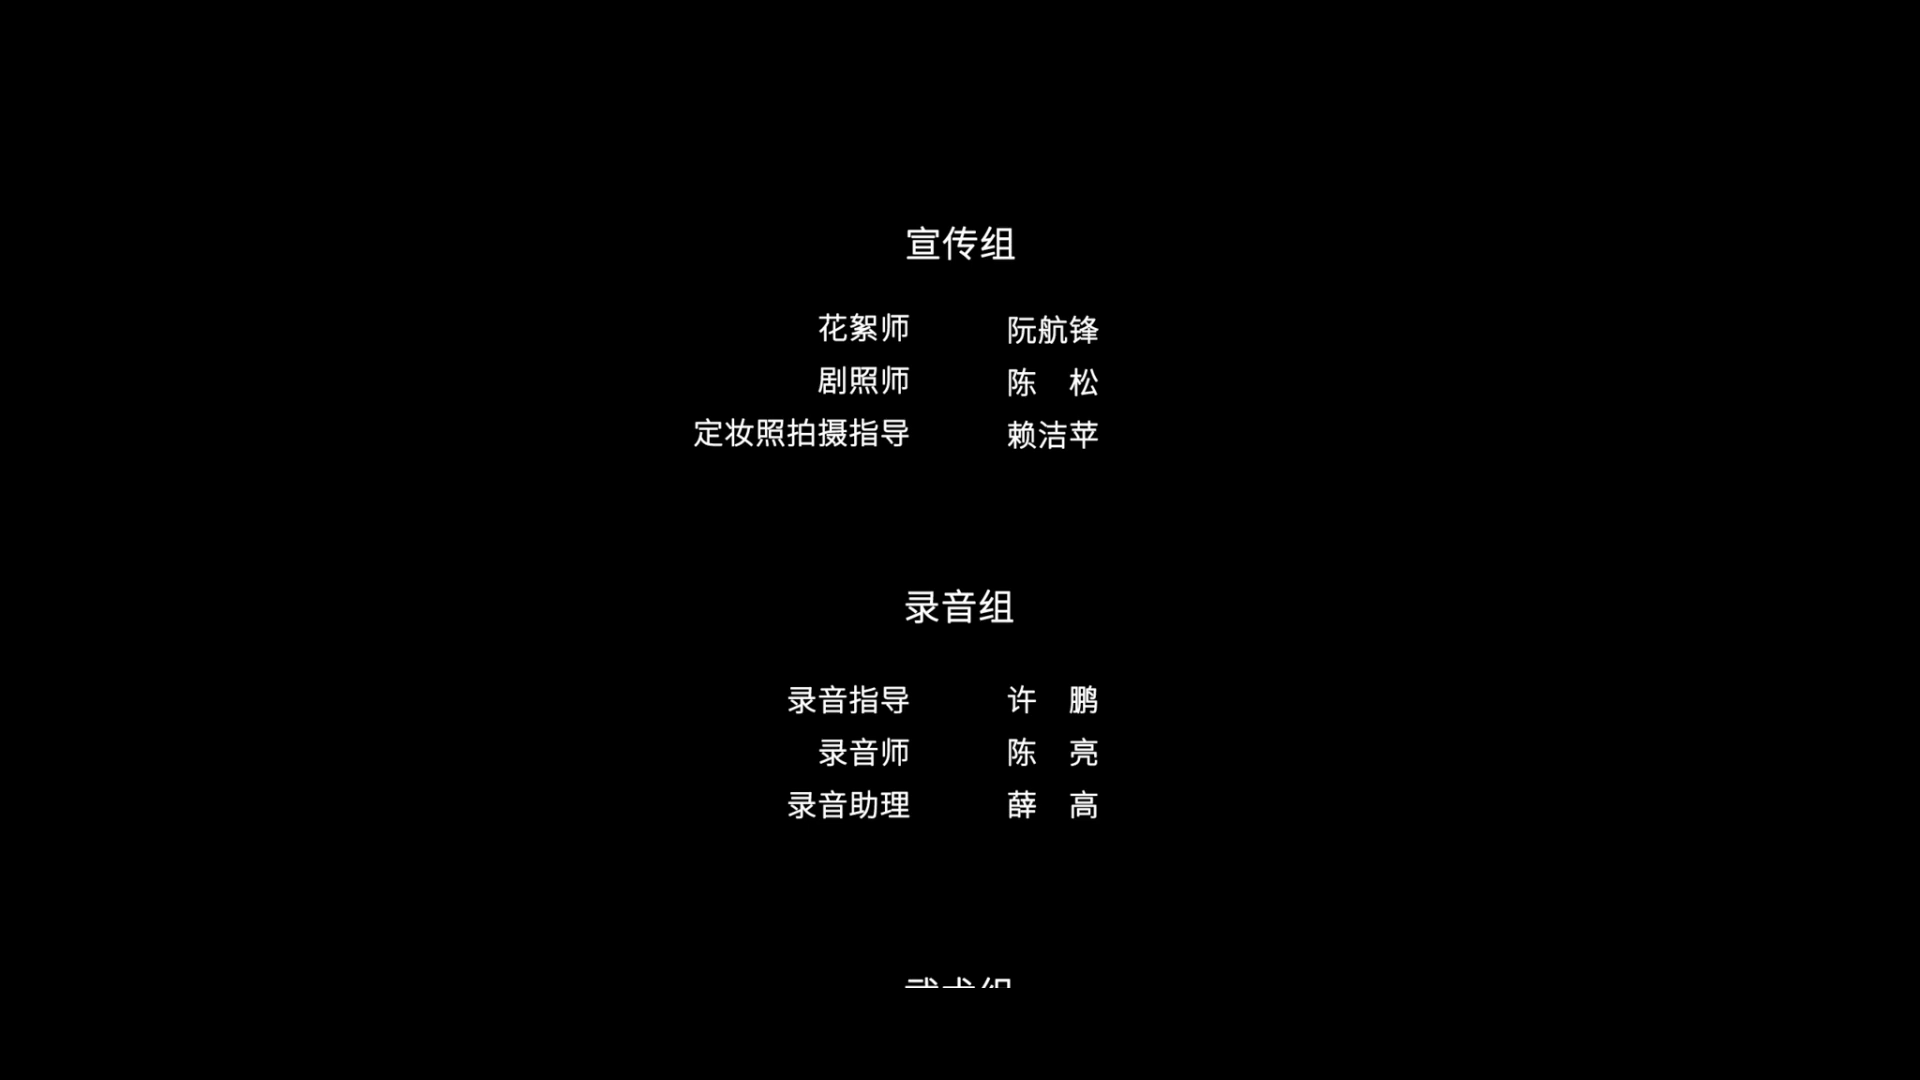 宣传组
花絮师 阮航锋
剧照师 陈 松
定妆照拍摄指导 赖洁苹
录音组
录音指导 许 鹏
录音师 陈 亮
录音助理 薛 高